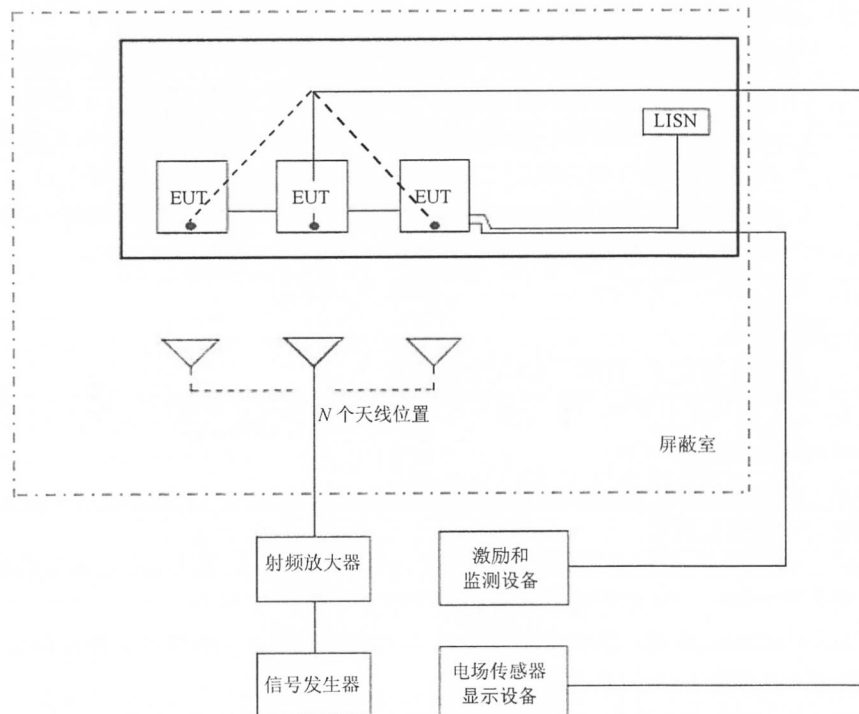 LISN
EUT EUT EUT
N 个天线位置
屏蔽室
射频放大器
激励和
监测设备
信号发生器
电场传感器
显示设备